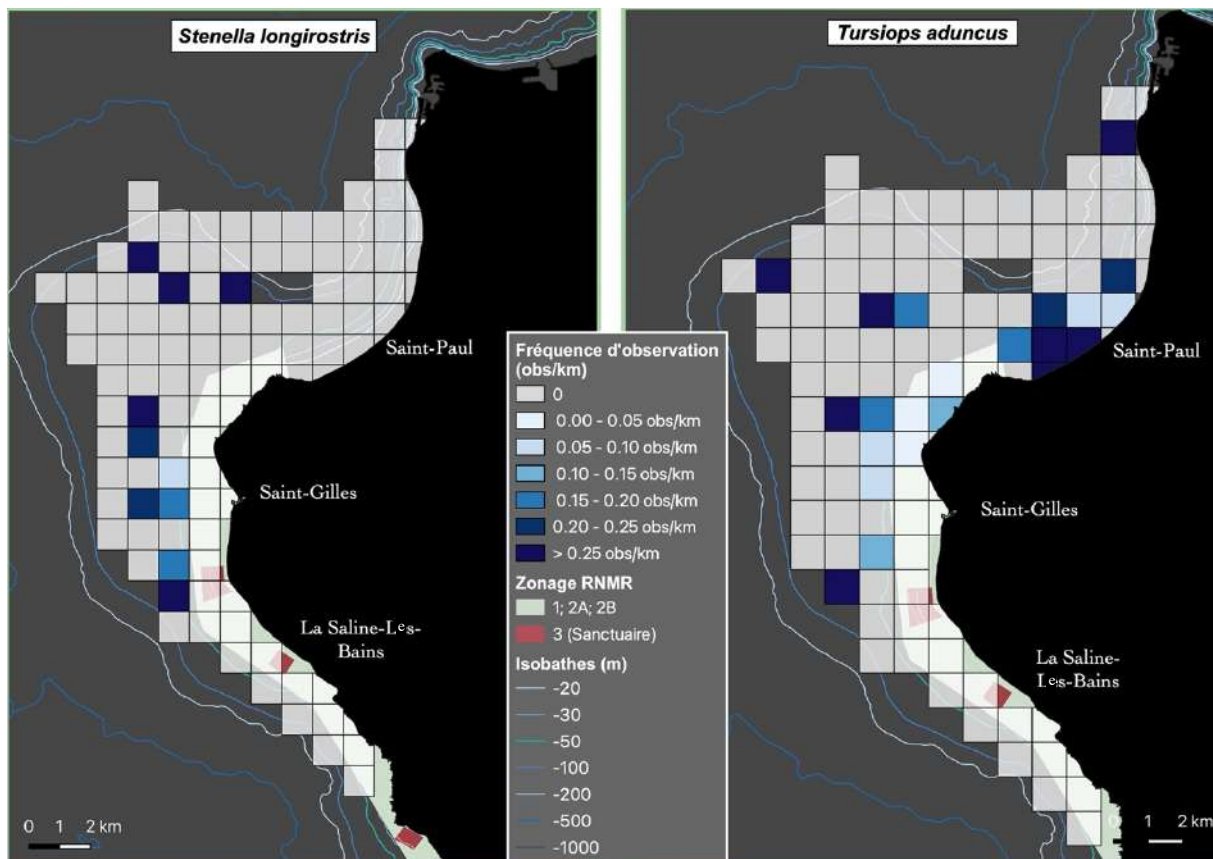 Stenella longirostris
Tursiops aduncus
Saint-Paul
Saint-Gilles
La Saline-Les-
Bains
0 1 2 km
Fréquence d'observation
(obs/km)
0
0.00 - 0.05 obs/km
0.05 - 0.10 obs/km
0.10 - 0.15 obs/km
0.15 - 0.20 obs/km
0.20 - 0.25 obs/km
> 0.25 obs/km
Zonage RNMR
1; 2A; 2B
3 (Sanctuaire)
Isobathes (m)
-20
-30
-50
-100
-200
-500
-1000
Saint-Paul
Saint-Gilles
La Saline-
Les-Bains
0 1 2 km